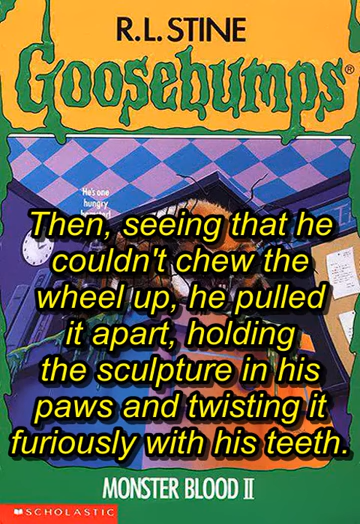 R.L. STINE
Goosebumps®
He's one
hungry
Then, seeing that he
couldn't chew the
wheel up, he pulled
it apart, holding
the sculpture in his
paws and twisting it
furiously with his teeth.
MONSTER BLOOD II
SCHOLASTIC